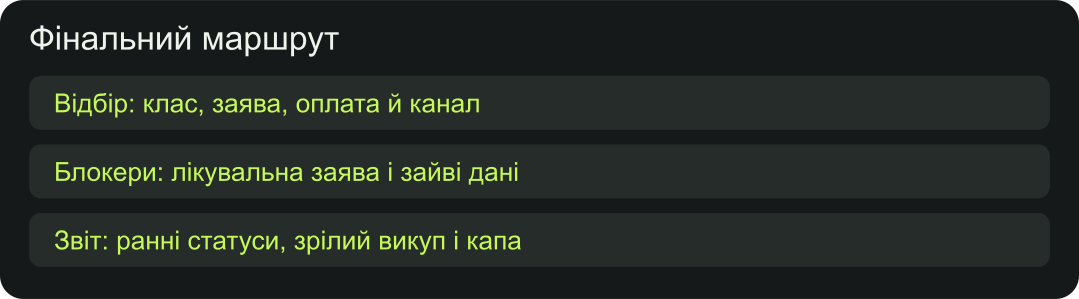 Фінальний маршрут
Відбір: клас, заява, оплата й канал
Блокери: лікувальна заява і зайві дані
Звіт: ранні статуси, зрілий викуп і капа